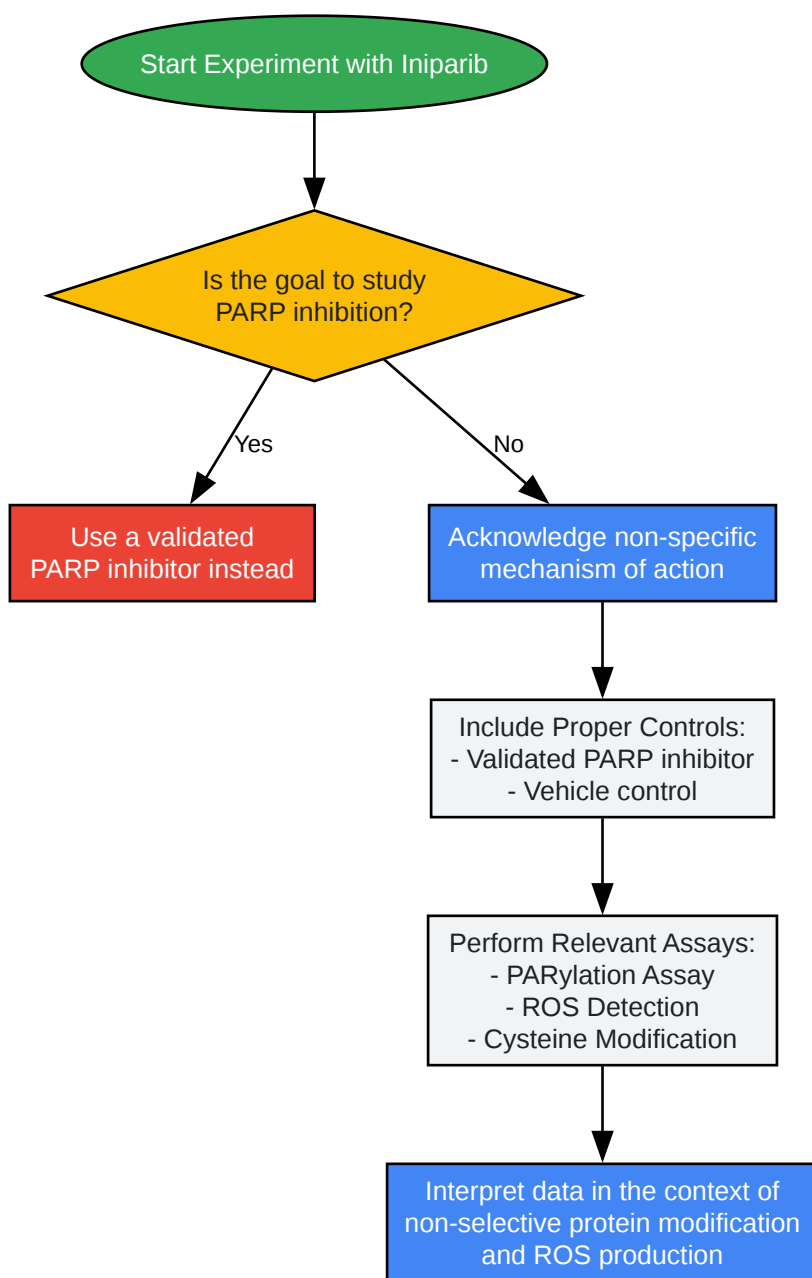 Start Experiment with Iniparib
Is the goal to study
PARP inhibition?
Yes
No
Use a validated
PARP inhibitor instead
Acknowledge non-specific
mechanism of action
Include Proper Controls:
- Validated PARP inhibitor
- Vehicle control
Perform Relevant Assays:
- PARylation Assay
- ROS Detection
- Cysteine Modification
Interpret data in the context of
non-selective protein modification
and ROS production